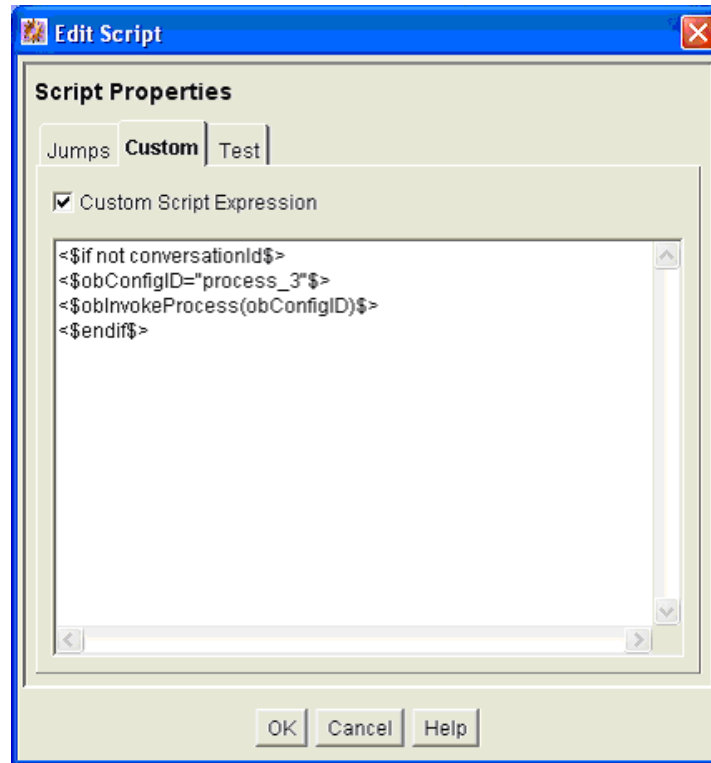 Edit Script
Script Properties
Jumps Custom Test
Custom Script Expression
<$if not conversationId$>
<$obConfigID="process_3"$>
<$obInvokeProcess(obConfigID)$>
<$endif$>
OK Cancel Help